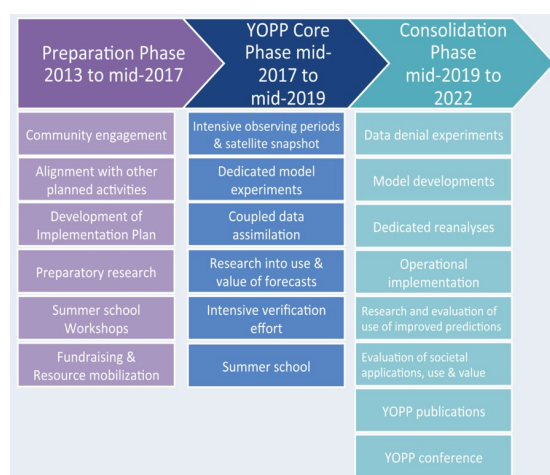 Preparation Phase
2013 to mid-2017
YOPP Core
Phase mid-
2017 to
mid-2019
Consolidation
Phase
mid-2019 to
2022
Community engagement
Alignment with other
planned activities
Development of
Implementation Plan
Preparatory research
Summer school
Workshops
Fundraising &
Resource mobilization
Intensive observing periods
& satellite snapshot
Dedicated model
experiments
Coupled data
assimilation
Research into use &
value of forecasts
Intensive verification
effort
Summer school
Data denial experiments
Model developments
Dedicated reanalyses
Operational
implementation
Research and evaluation of
use of improved predictions
Evaluation of societal
applications, use & value
YOPP publications
YOPP conference